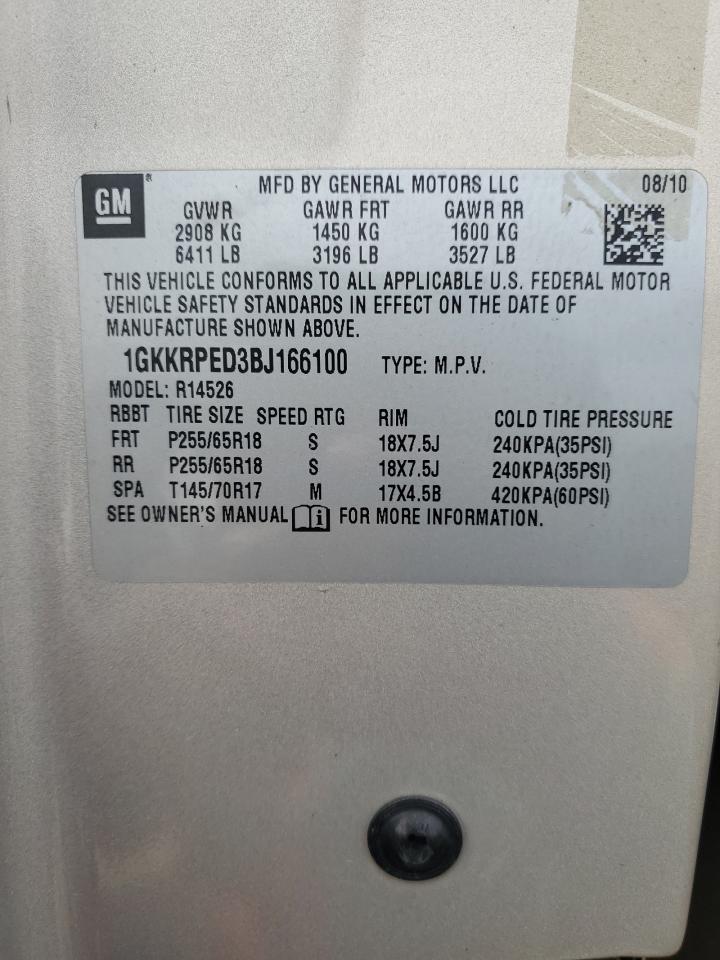 GM
MFD BY GENERAL MOTORS LLC 08/10
GVWR GAWR FRT GAWR RR
2908 KG 1450 KG 1600 KG
6411 LB 3196 LB 3527 LB
THIS VEHICLE CONFORMS TO ALL APPLICABLE U.S. FEDERAL MOTOR
VEHICLE SAFETY STANDARDS IN EFFECT ON THE DATE OF
MANUFACTURE SHOWN ABOVE.
1GKKRPED3BJ166100 TYPE: M.P.V.
MODEL: R14526
RBBT TIRE SIZE SPEED RTG RIM COLD TIRE PRESSURE
FRT P255/65R18 S 18X7.5J 240KPA(35PSI)
RR P255/65R18 S 18X7.5J 240KPA(35PSI)
SPA T145/70R17 M 17X4.5B 420KPA(60PSI)
SEE OWNER'S MANUAL i FOR MORE INFORMATION.